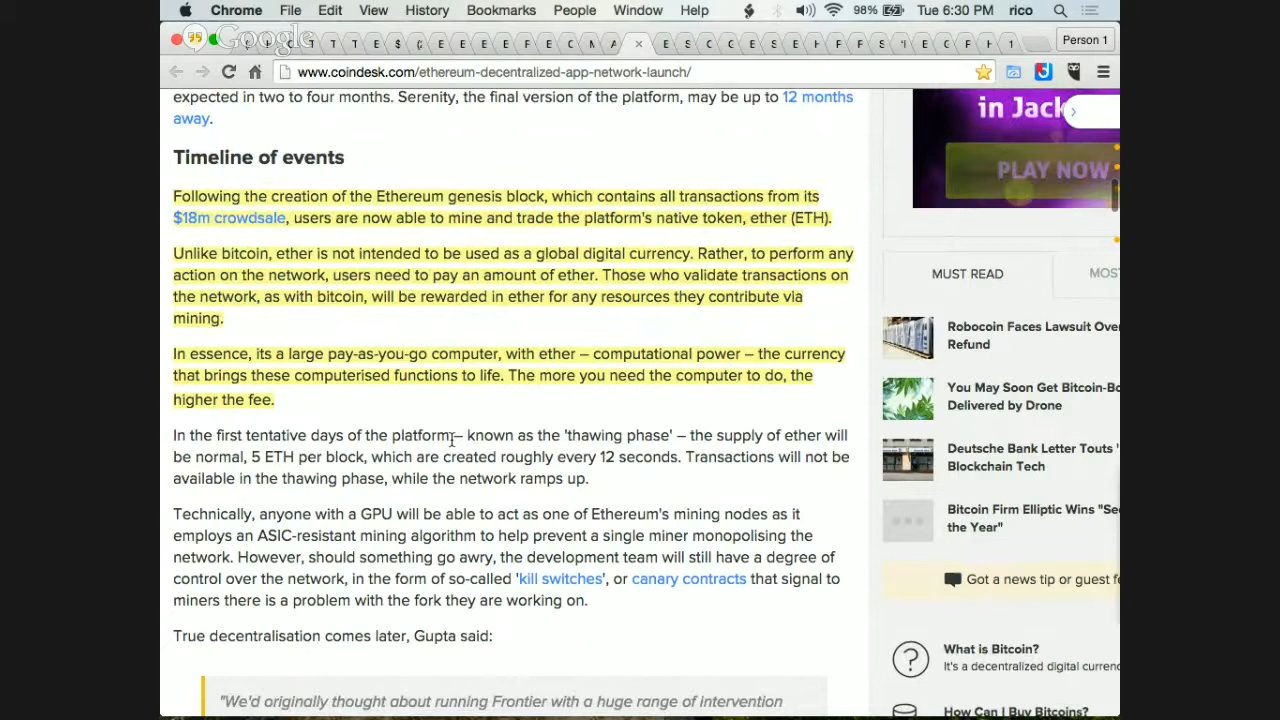 Chrome File Edit View History Bookmarks People Window Help 98% Tue 6:30 PM rico
Google
T T E $ E E E E F E C M A E S C C E S E H F F S E C F H 1 Person 1
www.coindesk.com/ethereum-decentralized-app-network-launch/
expected in two to four months. Serenity, the final version of the platform, may be up to 12 months
away.
Timeline of events
Following the creation of the Ethereum genesis block, which contains all transactions from its
$18m crowdsale, users are now able to mine and trade the platform's native token, ether (ETH).
Unlike bitcoin, ether is not intended to be used as a global digital currency. Rather, to perform any
action on the network, users need to pay an amount of ether. Those who validate transactions on
the network, as with bitcoin, will be rewarded in ether for any resources they contribute via
mining.
In essence, its a large pay-as-you-go computer, with ether – computational power – the currency
that brings these computerised functions to life. The more you need the computer to do, the
higher the fee.
In the first tentative days of the platform – known as the 'thawing phase' – the supply of ether will
be normal, 5 ETH per block, which are created roughly every 12 seconds. Transactions will not be
available in the thawing phase, while the network ramps up.
Technically, anyone with a GPU will be able to act as one of Ethereum's mining nodes as it
employs an ASIC-resistant mining algorithm to help prevent a single miner monopolising the
network. However, should something go awry, the development team will still have a degree of
control over the network, in the form of so-called 'kill switches', or canary contracts that signal to
miners there is a problem with the fork they are working on.
True decentralisation comes later, Gupta said:
"We'd originally thought about running Frontier with a huge range of intervention
in Jack
PLAY NOW
MUST READ MOS
Robocoin Faces Lawsuit Over
Refund
You May Soon Get Bitcoin-Bo
Delivered by Drone
Deutsche Bank Letter Touts '
Blockchain Tech
Bitcoin Firm Elliptic Wins "Sec
the Year"
Got a news tip or guest fe
What is Bitcoin?
It's a decentralized digital currenc
How Can I Buy Bitcoins?